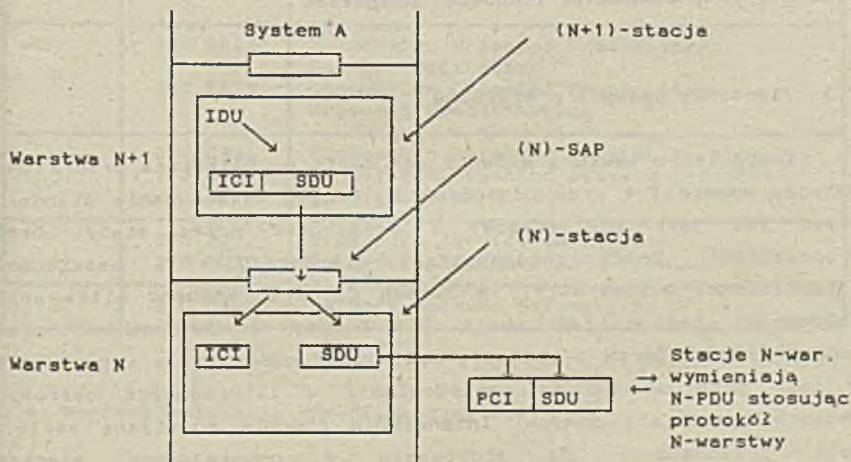 System A
(N+1)-stacja
IDU
Warstwa N+1
(N)-SAP
ICI SDU
(N)-stacja
Warstwa N
ICI
SDU
PCI SDU
Stacje N-war.
wymieniają
N-PDU stosując
protokół
N-warstwy